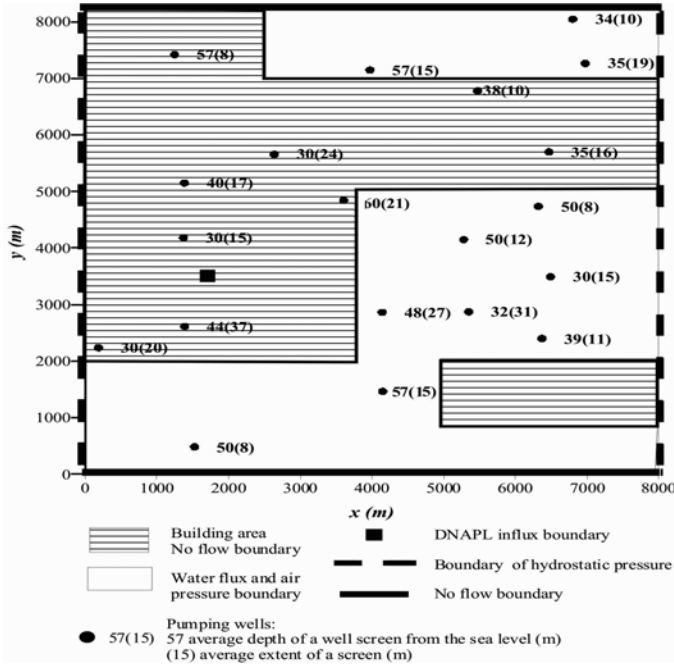 8000
34(10)
57(8)
57(15)
35(19)
7000
38(10)
6000
30(24)
35(16)
5000
40(17)
60(21)
50(8)
y (m)
4000
30(15)
50(12)
30(15)
3000
48(27)
32(31)
44(37)
39(11)
30(20)
2000
57(15)
1000
50(8)
0
0 1000 2000 3000 4000 5000 6000 7000 8000
x (m)
Building area
No flow boundary
DNAPL influx boundary
Water flux and air
pressure boundary
Boundary of hydrostatic pressure
No flow boundary
Pumping wells:
57(15) 57 average depth of a well screen from the sea level (m)
(15) average extent of a screen (m)